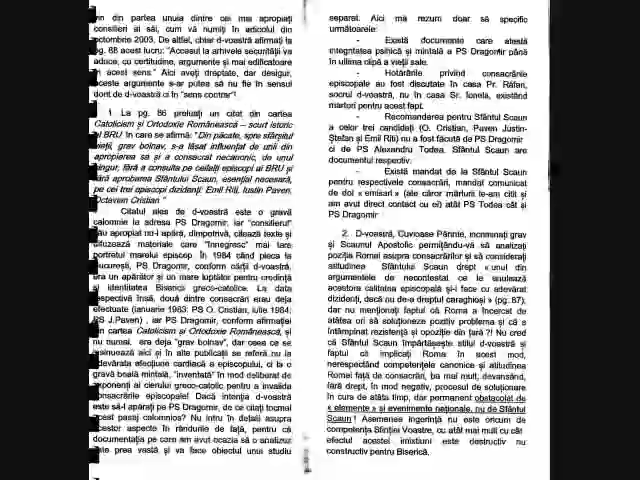 din partea unuia dintre cei mai apropiați
consilieri ai săi, cum vă numiți în articolul din
octombrie 2003. De altfel, chiar d-voastră afirmați la
pg. 88 acest lucru: "Accesul la arhivele securității va
aduce, cu certitudine, argumente și mai edificatoare
în acest sens." Aici aveți dreptate, dar desigur,
aceste argumente s-ar putea să nu fie în sensul
dorit de d-voastră ci în "sens contrar"!
1 La pg. 86 preluați un citat din cartea
Catolicism și Ortodoxie Românească – scurt istoric
al BRU în care se afirmă: "Din păcate, spre sfârșitul
vieții, grav bolnav, s-a lăsat influențat de unii din
apropierea sa și a consacrat necanonic, de unul
singur, fără a consulta pe ceilalți episcopi ai BRU și
fără aprobarea Sfântului Scaun, esențial necesară,
pe cei trei episcopi dizidenți: Emil Riti, Iustin Paven,
Octavian Cristian "
Citatul ales de d-voastră este o gravă
calomnie la adresa PS Dragomir, iar "consilierul"
său apropiat nu-l apără, dimpotrivă, citează texte și
difuzează materiale care "înnegresc" mai tare
portretul marelui episcop. În 1984 când pleca la
București, PS Dragomir, conform cărții d-voastră,
era un apărător și un mare luptător pentru credința
și identitatea Bisericii greco-catolice. La data
respectivă însă, două dintre consacrări erau deja
efectuate (ianuarie 1983: PS O. Cristian, iulie 1984:
PS J.Paven), iar PS Dragomir, conform afirmației
din cartea Catolicism și Ortodoxie Românească, și
nu numai, era deja "grav bolnav", dar ceea ce se
insinuează aici și în alte publicații se referă nu la
adevărata afecțiune cardiacă a episcopului, ci la o
gravă boală mintală, "inventată" în mod deliberat de
exponenți ai clerului greco-catolic pentru a invalida
consacrările episcopale! Dacă intenția d-voastră
este să-l apărați pe PS Dragomir, de ce citați tocmai
acest pasaj calomnios? Nu intru în detalii asupra
acestor aspecte în rândurile de față, pentru că
documentația pe care am avut ocazia să o analizez
este prea vastă și va face obiectul unui studiu
separat. Aici mă rezum doar să specific
următoarele:
- Există documente care atestă
integritatea psihică și mintală a PS Dragomir până
în ultima clipă a vieții sale.
- Hotărârile privind consacrările
episcopale au fost discutate în casa Pr. Răfan,
socrul d-voastră, nu în casa Sr. Ionela, existând
martori pentru acest fapt.
- Recomandarea pentru Sfântul Scaun
a celor trei candidați (O. Cristian, Paven Justin-
Ștefan și Emil Riti) nu a fost făcută de PS Dragomir
ci de PS Alexandru Todea. Sfântul Scaun are
documentul respectiv.
- Există mandat de la Sfântul Scaun
pentru respectivele consacrări, mandat comunicat
de doi « emisari » (ale căror mărturii le-am citit și
am avut direct contact cu ei) atât PS Todea cât și
PS Dragomir
2. D-voastră, Cuvioase Părinte, incriminați grav
și Scaunul Apostolic permițându-vă să analizați
poziția Romei asupra consacrărilor și să considerați
atitudinea Sfântului Scaun drept « unul din
argumentele de necontestat ce le anulează
acestora calitatea episcopală și-i face cu adevărat
dizidenți, dacă nu de-a dreptul caraghioși » (pg. 87).
dar nu menționați faptul că Roma a încercat de
atâtea ori să soluționeze pozitiv problema și că a
întâmpinat rezistență și opoziție din țară ?! Nu cred
că Sfântul Scaun împărtășește stilul d-voastră și
faptul că implicați Roma în acest mod,
nerespectând competențele canonice și atitudinea
Romei față de consacrări, ba mai mult, devansând,
fără drept, în mod negativ, procesul de soluționare
în cura de atâta timp, dar permanent obstacolat de
« elemente » și evenimente naționale, nu de Sfântul
Scaun ! Asemenea ingerință nu este oricum de
competența Sfinției Voastre, cu atât mai mult cu cât
efectul acestei imixtiuni este destructiv nu
constructiv pentru Biserică.